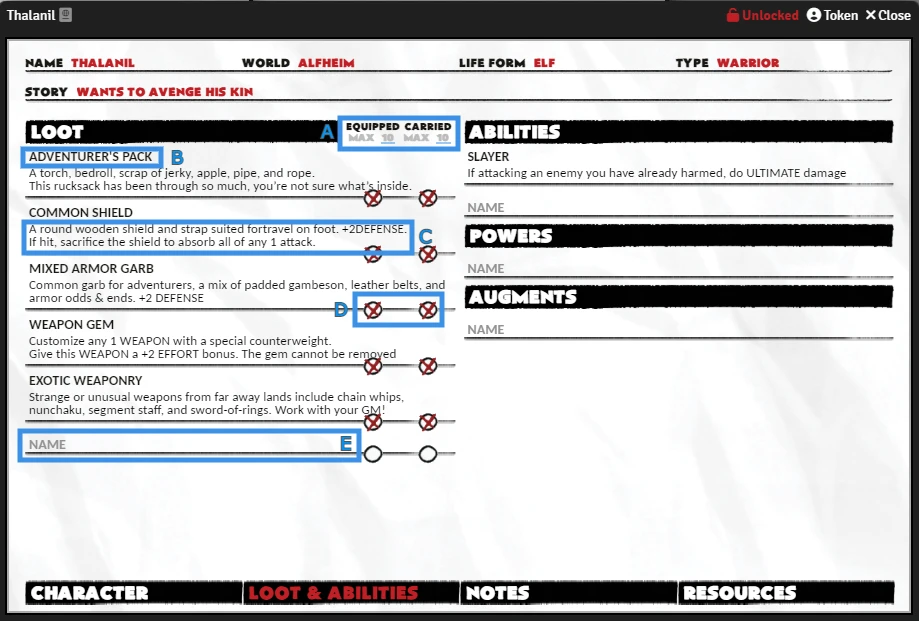 Thalanil
Unlocked Token Close
NAME THALANIL WORLD ALFHEIM LIFE FORM ELF TYPE WARRIOR
STORY WANTS TO AVENGE HIS KIN
LOOT
A
EQUIPPED CARRIED
MAX 10 MAX 10
ADVENTURER'S PACK B
A torch, bedroll, scrap of jerky, apple, pipe, and rope.
This rucksack has been through so much, you're not sure what's inside.
COMMON SHIELD
A round wooden shield and strap suited fortravel on foot. +2DEFENSE.
If hit, sacrifice the shield to absorb all of any 1 attack.
C
MIXED ARMOR GARB
Common garb for adventurers, a mix of padded gambeson, leather belts, and
armor odds & ends. +2 DEFENSE
D
WEAPON GEM
Customize any 1 WEAPON with a special counterweight.
Give this WEAPON a +2 EFFORT bonus. The gem cannot be removed
EXOTIC WEAPONRY
Strange or unusual weapons from far away lands include chain whips,
nunchaku, segment staff, and sword-of-rings. Work with your GM!
NAME E
ABILITIES
SLAYER
If attacking an enemy you have already harmed, do ULTIMATE damage
NAME
POWERS
NAME
AUGMENTS
NAME
CHARACTER LOOT & ABILITIES NOTES RESOURCES